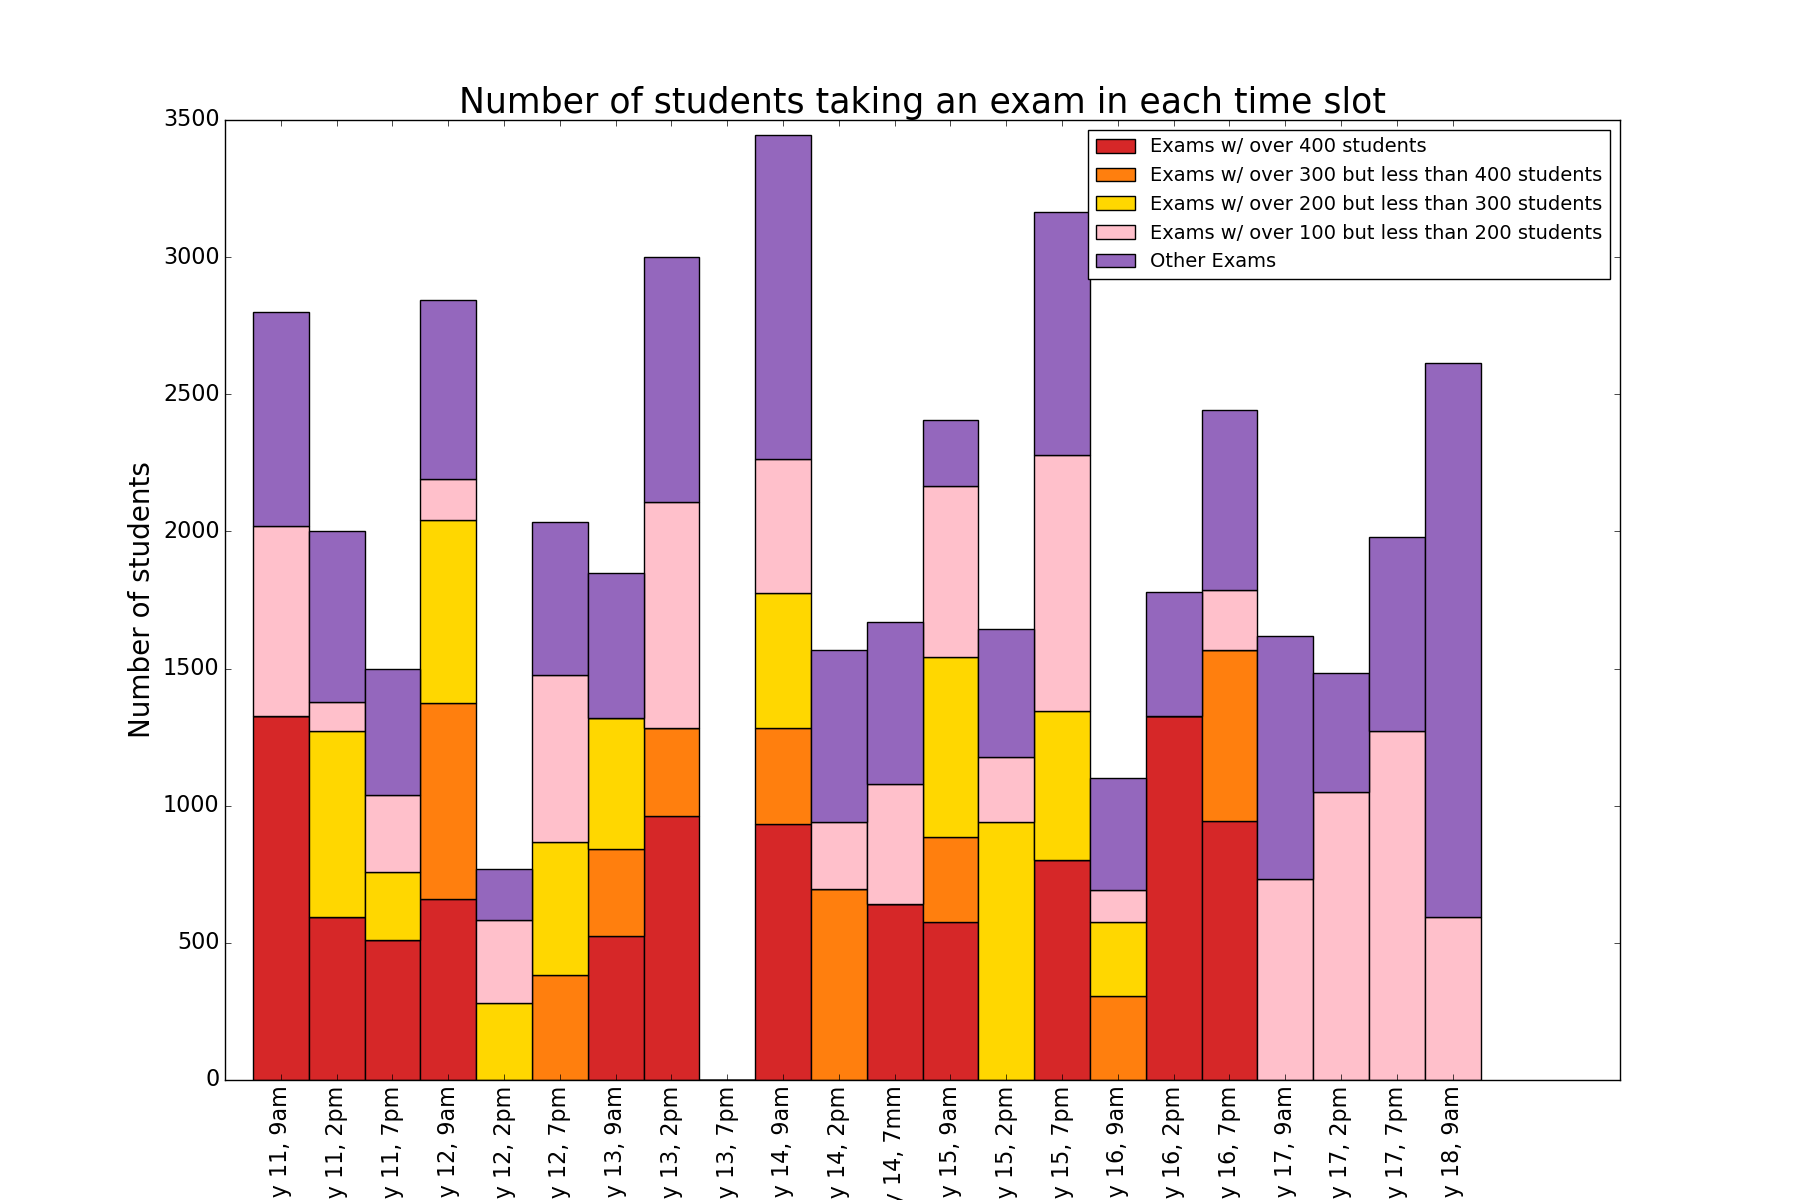 Number of students taking an exam in each time slot
Exams w/ over 400 students
Exams w/ over 300 but less than 400 students
Exams w/ over 200 but less than 300 students
Exams w/ over 100 but less than 200 students
Other Exams
Number of students
3500
3000
2500
2000
1500
1000
500
0
y 11, 9am
y 11, 2pm
y 11, 7pm
y 12, 9am
y 12, 2pm
y 12, 7pm
y 13, 9am
y 13, 2pm
y 13, 7pm
y 14, 9am
y 14, 2pm
y 14, 7mm
y 15, 9am
y 15, 2pm
y 15, 7pm
y 16, 9am
y 16, 2pm
y 16, 7pm
y 17, 9am
y 17, 2pm
y 17, 7pm
y 18, 9am